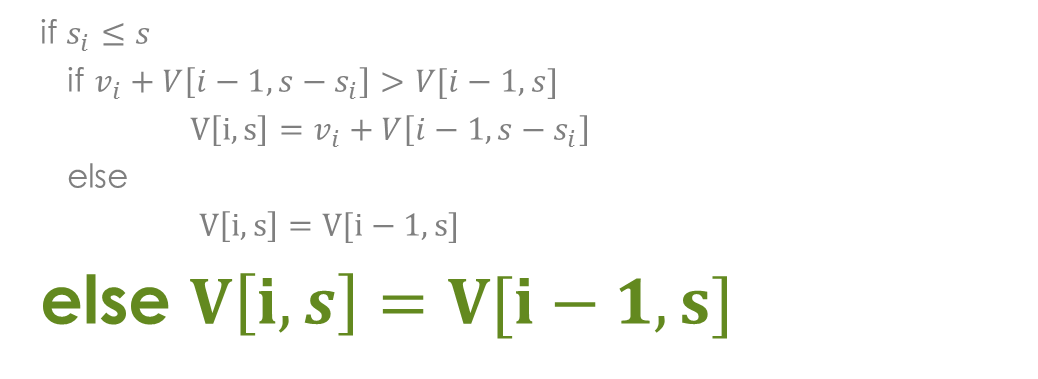 if sᵢ ≤ s
if vᵢ + V[i − 1, s − sᵢ] > V[i − 1, s]
V[i, s] = vᵢ + V[i − 1, s − sᵢ]
else
V[i, s] = V[i − 1, s]
else V[i, s] = V[i − 1, s]